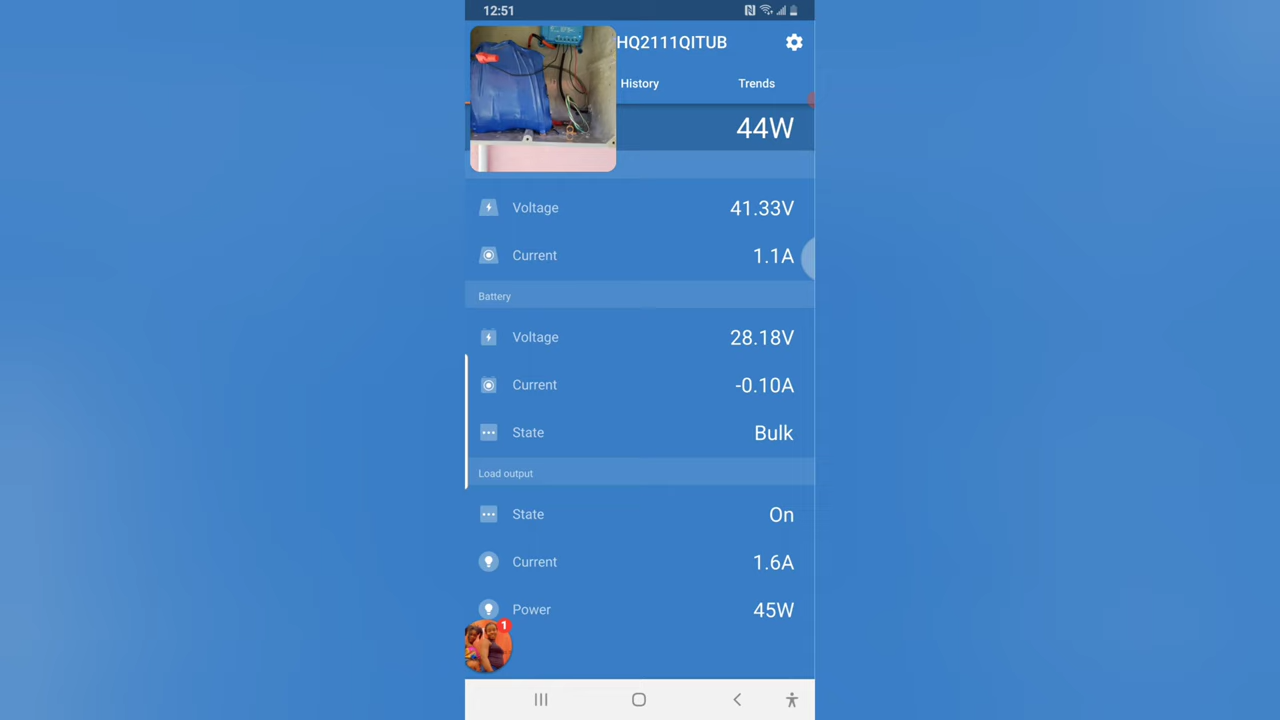 12:51
HQ2111QITUB
History Trends
44W
Voltage 41.33V
Current 1.1A
Battery
Voltage 28.18V
Current -0.10A
State Bulk
Load output
State On
Current 1.6A
Power 45W
1